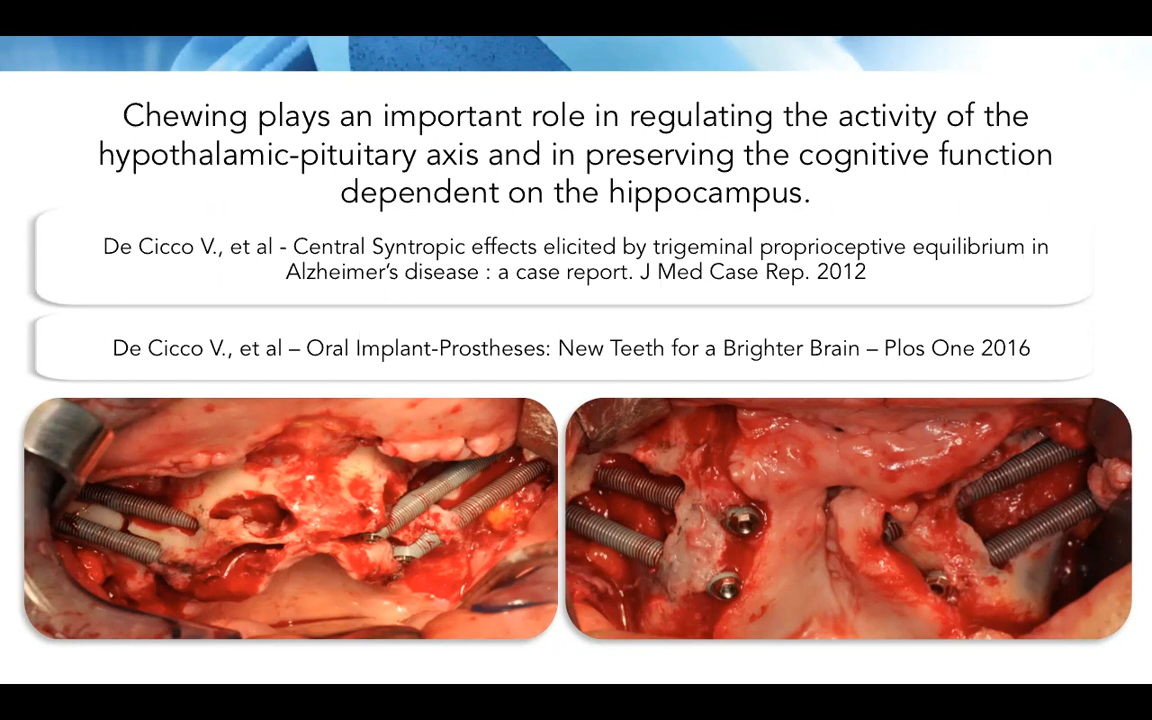 Chewing plays an important role in regulating the activity of the
hypothalamic-pituitary axis and in preserving the cognitive function
dependent on the hippocampus.
De Cicco V., et al - Central Syntropic effects elicited by trigeminal proprioceptive equilibrium in
Alzheimer's disease : a case report. J Med Case Rep. 2012
De Cicco V., et al – Oral Implant-Prostheses: New Teeth for a Brighter Brain – Plos One 2016